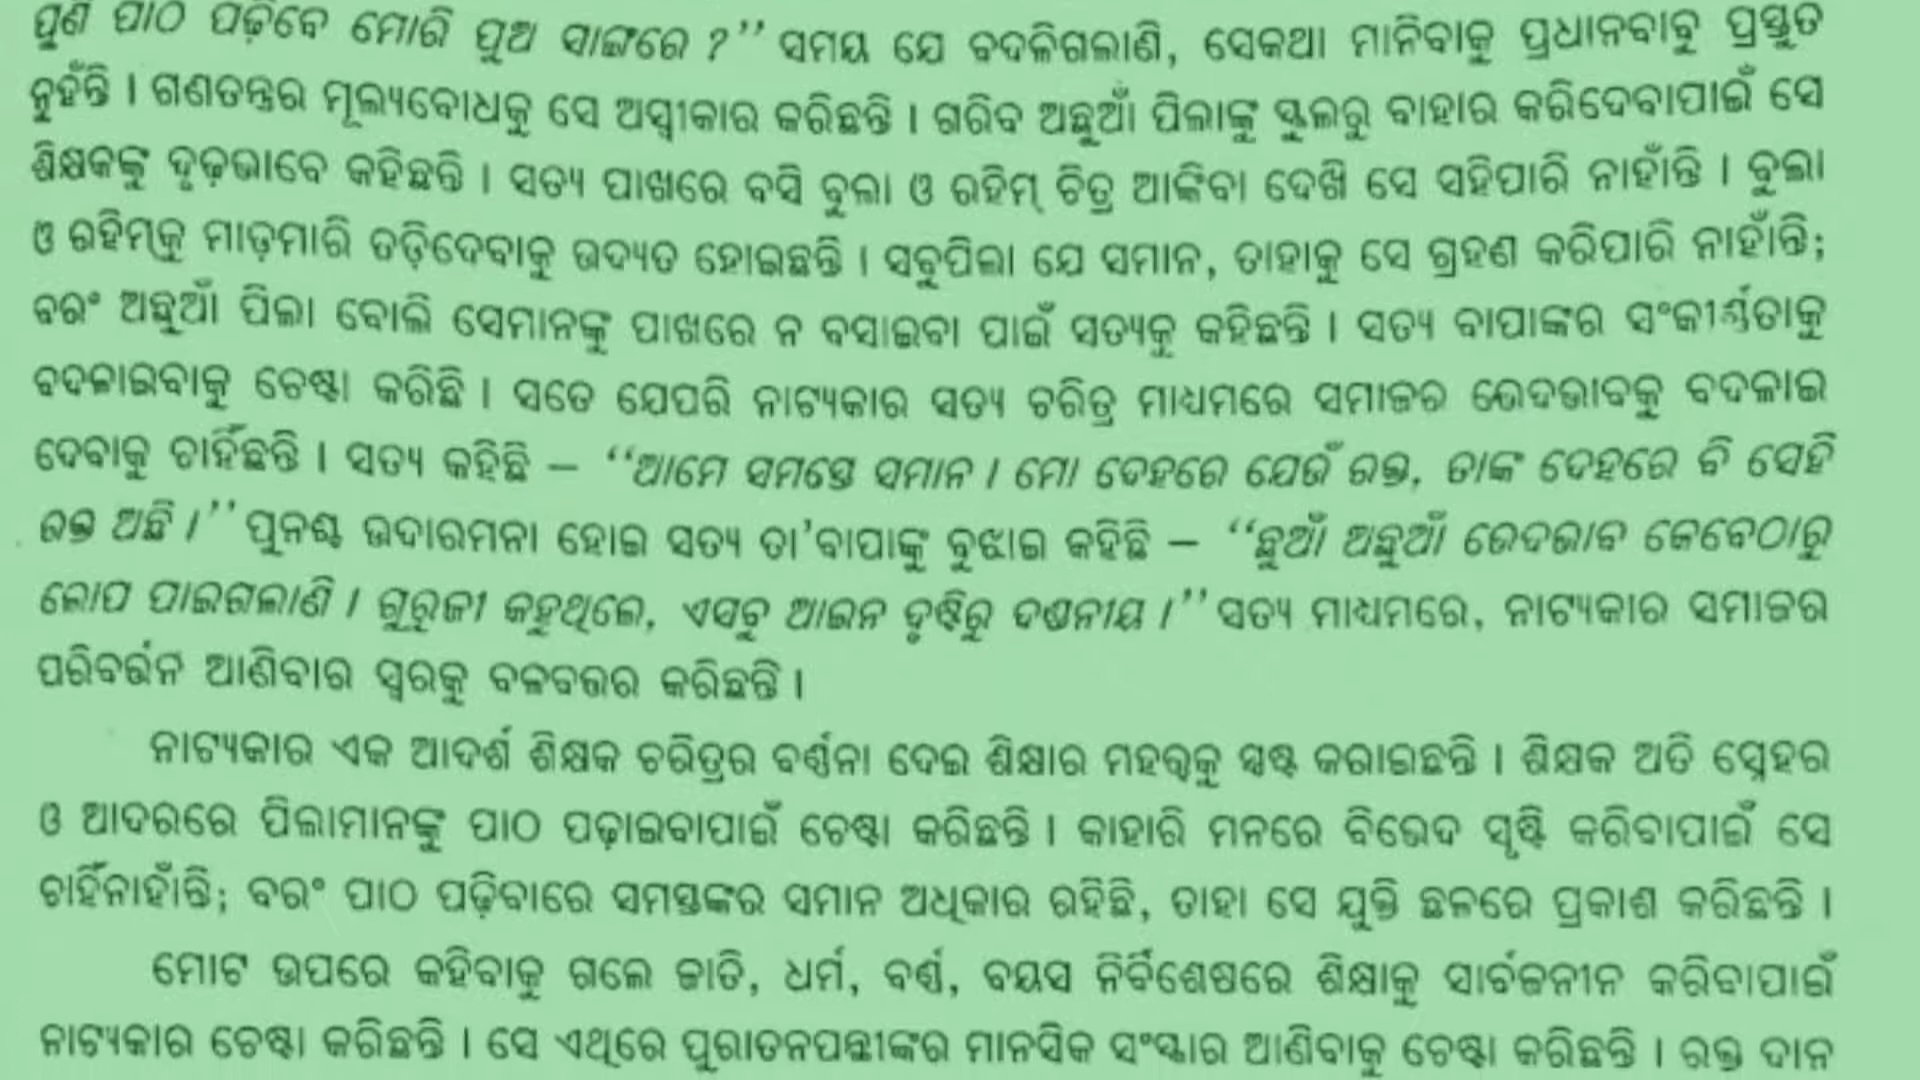 ପୁଣି ପାଠ ପଢ଼ିବେ ମୋରି ପୁଅ ସାଙ୍ଗରେ ?’’ ସମୟ ଯେ ବଦଳିଗଲାଣି, ସେକଥା ମାନିବାକୁ ପ୍ରଧାନବାବୁ ପ୍ରସ୍ତୁତ
ନୁହଁନ୍ତି । ଗଣତନ୍ତ୍ରର ମୂଲ୍ୟବୋଧକୁ ସେ ଅସ୍ୱୀକାର କରିଛନ୍ତି । ଗରିବ ଅଛୁଆଁ ପିଲାଙ୍କୁ ସ୍କୁଲରୁ ବାହାର କରିଦେବାପାଇଁ ସେ
ଶିକ୍ଷକଙ୍କୁ ଦୃଢ଼ଭାବେ କହିଛନ୍ତି । ସତ୍ୟ ପାଖରେ ବସି ବୁଲା ଓ ରହିମ୍ ଚିତ୍ର ଆଙ୍କିବା ଦେଖି ସେ ସହିପାରି ନାହାଁନ୍ତି । ବୁଲା
ଓ ରହିମ୍‌କୁ ମାଡ଼ମାରି ତଡ଼ିଦେବାକୁ ଉଦ୍ୟତ ହୋଇଛନ୍ତି । ସବୁପିଲା ଯେ ସମାନ, ତାହାକୁ ସେ ଗ୍ରହଣ କରିପାରି ନାହାଁନ୍ତି;
ବରଂ ଅଛୁଆଁ ପିଲା ବୋଲି ସେମାନଙ୍କୁ ପାଖରେ ନ ବସାଇବା ପାଇଁ ସତ୍ୟକୁ କହିଛନ୍ତି । ସତ୍ୟ ବାପାଙ୍କର ସଂକୀର୍ଣ୍ଣତାକୁ
ବଦଳାଇବାକୁ ଚେଷ୍ଟା କରିଛି । ସତେ ଯେପରି ନାଟ୍ୟକାର ସତ୍ୟ ଚରିତ୍ର ମାଧ୍ୟମରେ ସମାଜର ଭେଦଭାବକୁ ବଦଳାଇ
ଦେବାକୁ ଚାହିଁଛନ୍ତି । ସତ୍ୟ କହିଛି – ‘‘ଆମେ ସମସ୍ତେ ସମାନ । ମୋ ଦେହରେ ଯେଉଁ ରକ୍ତ, ତାଙ୍କ ଦେହରେ ବି ସେହି
ରକ୍ତ ଅଛି ।’’ ପୁନଶ୍ଚ ଉଦାରମନା ହୋଇ ସତ୍ୟ ତା’ବାପାଙ୍କୁ ବୁଝାଇ କହିଛି – ‘‘ଛୁଆଁ ଅଛୁଆଁ ଭେଦଭାବ କେବେଠାରୁ
ଲୋପ ପାଇଗଲାଣି । ଗୁରୁଜୀ କହୁଥିଲେ, ଏସବୁ ଆଇନ ଦୃଷ୍ଟିରୁ ଦଣ୍ଡନୀୟ ।’’ ସତ୍ୟ ମାଧ୍ୟମରେ, ନାଟ୍ୟକାର ସମାଜର
ପରିବର୍ତ୍ତନ ଆଣିବାର ସ୍ୱରକୁ ବଳବତ୍ତର କରିଛନ୍ତି ।
ନାଟ୍ୟକାର ଏକ ଆଦର୍ଶ ଶିକ୍ଷକ ଚରିତ୍ରର ବର୍ଣ୍ଣନା ଦେଇ ଶିକ୍ଷାର ମହତ୍ତ୍ୱକୁ ସ୍ପଷ୍ଟ କରାଇଛନ୍ତି । ଶିକ୍ଷକ ଅତି ସ୍ନେହର
ଓ ଆଦରରେ ପିଲାମାନଙ୍କୁ ପାଠ ପଢ଼ାଇବାପାଇଁ ଚେଷ୍ଟା କରିଛନ୍ତି । କାହାରି ମନରେ ବିଭେଦ ସୃଷ୍ଟି କରିବାପାଇଁ ସେ
ଚାହିଁନାହାଁନ୍ତି; ବରଂ ପାଠ ପଢ଼ିବାରେ ସମସ୍ତଙ୍କର ସମାନ ଅଧିକାର ରହିଛି, ତାହା ସେ ଯୁକ୍ତି ଛଳରେ ପ୍ରକାଶ କରିଛନ୍ତି ।
ମୋଟ ଉପରେ କହିବାକୁ ଗଲେ ଜାତି, ଧର୍ମ, ବର୍ଣ୍ଣ, ବୟସ ନିର୍ବିଶେଷରେ ଶିକ୍ଷାକୁ ସାର୍ବଜନୀନ କରିବାପାଇଁ
ନାଟ୍ୟକାର ଚେଷ୍ଟା କରିଛନ୍ତି । ସେ ଏଥିରେ ପୁରାତନପନ୍ଥୀଙ୍କର ମାନସିକ ସଂସ୍କାର ଆଣିବାକୁ ଚେଷ୍ଟା କରିଛନ୍ତି । ରକ୍ତ ଦାନ